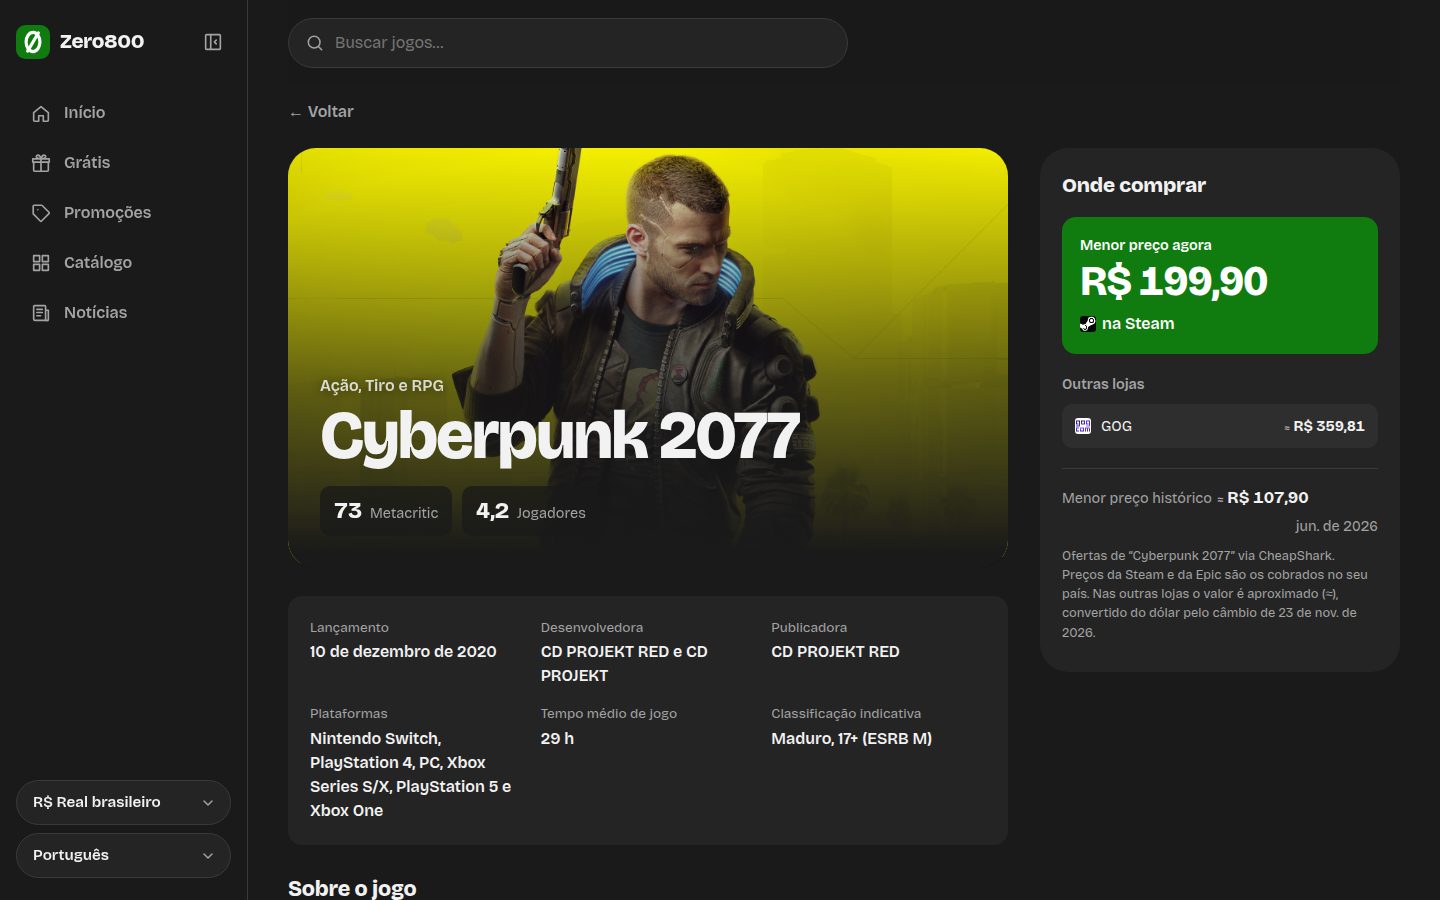 Zero800
Início
Grátis
Promoções
Catálogo
Notícias
R$ Real brasileiro
Português
Buscar jogos...
← Voltar
Ação, Tiro e RPG
Cyberpunk 2077
73 Metacritic
4,2 Jogadores
Lançamento
10 de dezembro de 2020
Desenvolvedora
CD PROJEKT RED e CD
PROJEKT
Publicadora
CD PROJEKT RED
Plataformas
Nintendo Switch,
PlayStation 4, PC, Xbox
Series S/X, PlayStation 5 e
Xbox One
Tempo médio de jogo
29 h
Classificação indicativa
Maduro, 17+ (ESRB M)
Sobre o jogo
Onde comprar
Menor preço agora
R$ 199,90
na Steam
Outras lojas
GOG
≈ R$ 359,81
Menor preço histórico ≈ R$ 107,90
jun. de 2026
Ofertas de “Cyberpunk 2077” via CheapShark.
Preços da Steam e da Epic são os cobrados no seu
país. Nas outras lojas o valor é aproximado (≈),
convertido do dólar pelo câmbio de 23 de nov. de
2026.